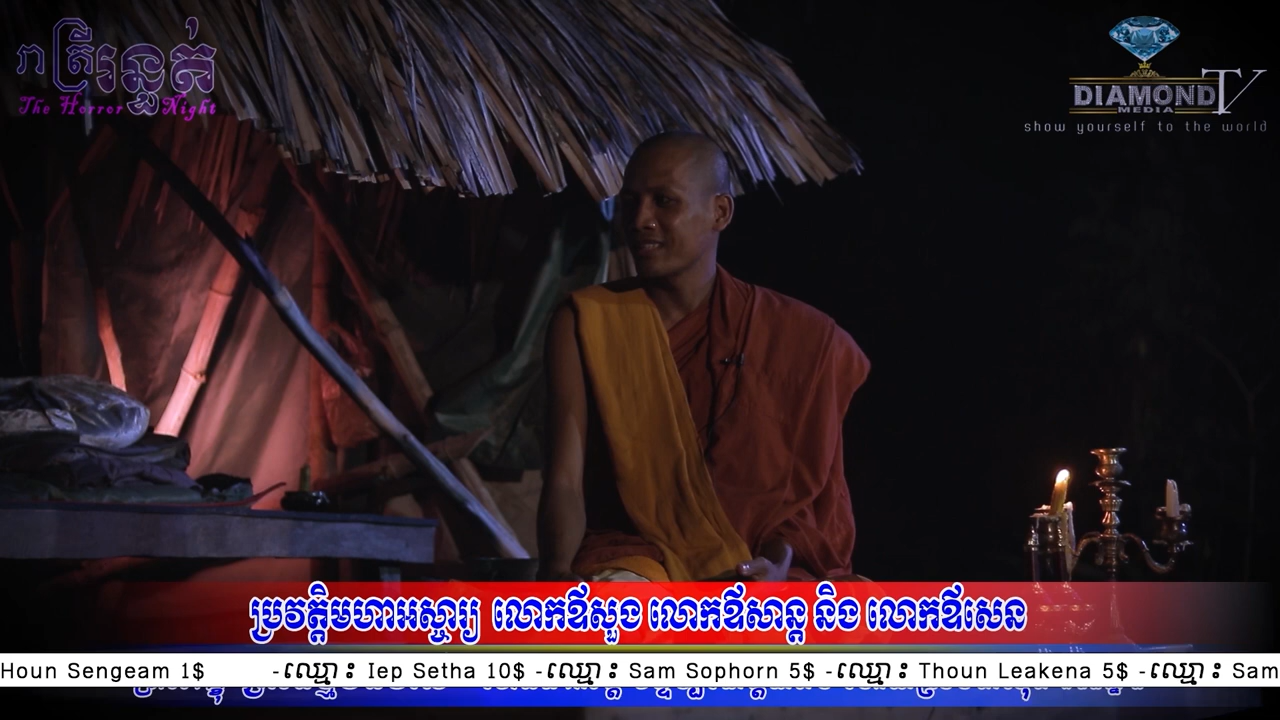 រាត្រីរន្ធត់
The Horror Night
DIAMOND TV
MEDIA
show yourself to the world
ប្រវត្តិមហាអស្ចារ្យ លោកឪសួង លោកឪសាន្ត និង លោកឪសេន
Houn Sengeam 1$ -ឈ្មោះ Iep Setha 10$ -ឈ្មោះ Sam Sophorn 5$ -ឈ្មោះ Thoun Leakena 5$ -ឈ្មោះ Sam